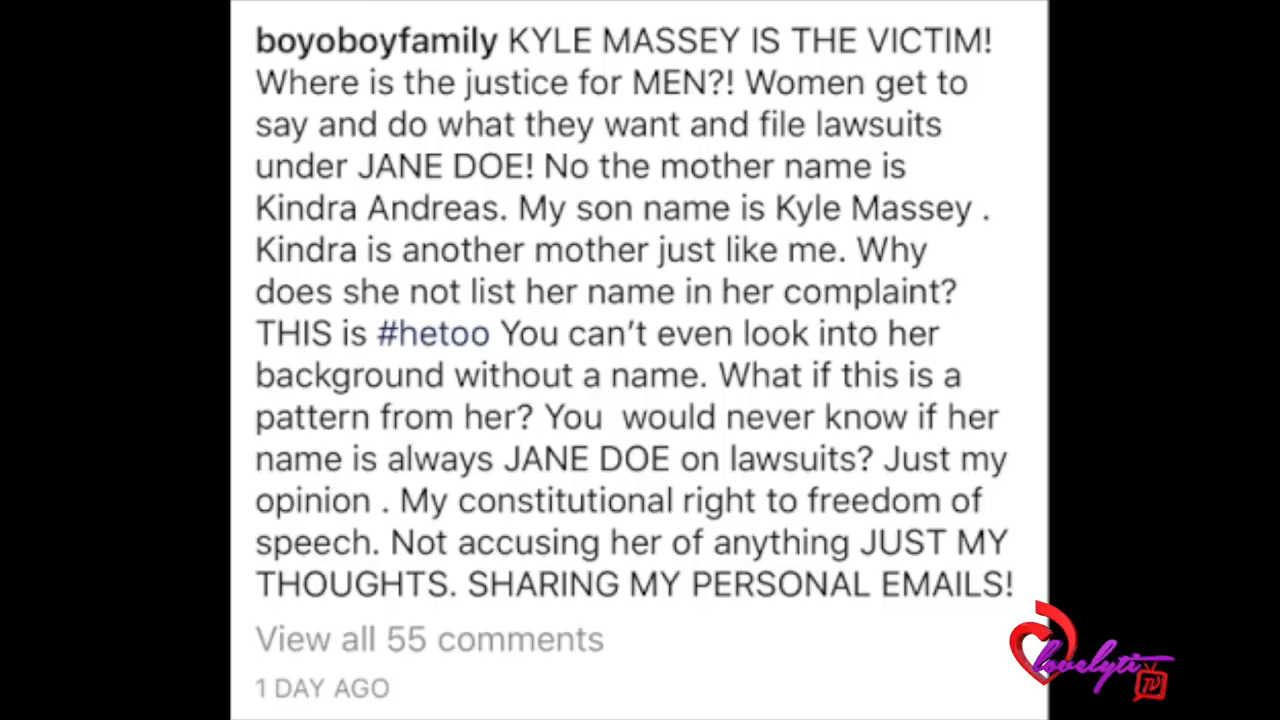 boyoboyfamily KYLE MASSEY IS THE VICTIM!
Where is the justice for MEN?! Women get to
say and do what they want and file lawsuits
under JANE DOE! No the mother name is
Kindra Andreas. My son name is Kyle Massey .
Kindra is another mother just like me. Why
does she not list her name in her complaint?
THIS is #hetoo You can’t even look into her
background without a name. What if this is a
pattern from her? You  would never know if her
name is always JANE DOE on lawsuits? Just my
opinion . My constitutional right to freedom of
speech. Not accusing her of anything JUST MY
THOUGHTS. SHARING MY PERSONAL EMAILS!
View all 55 comments
1 DAY AGO
lovelyti
TV